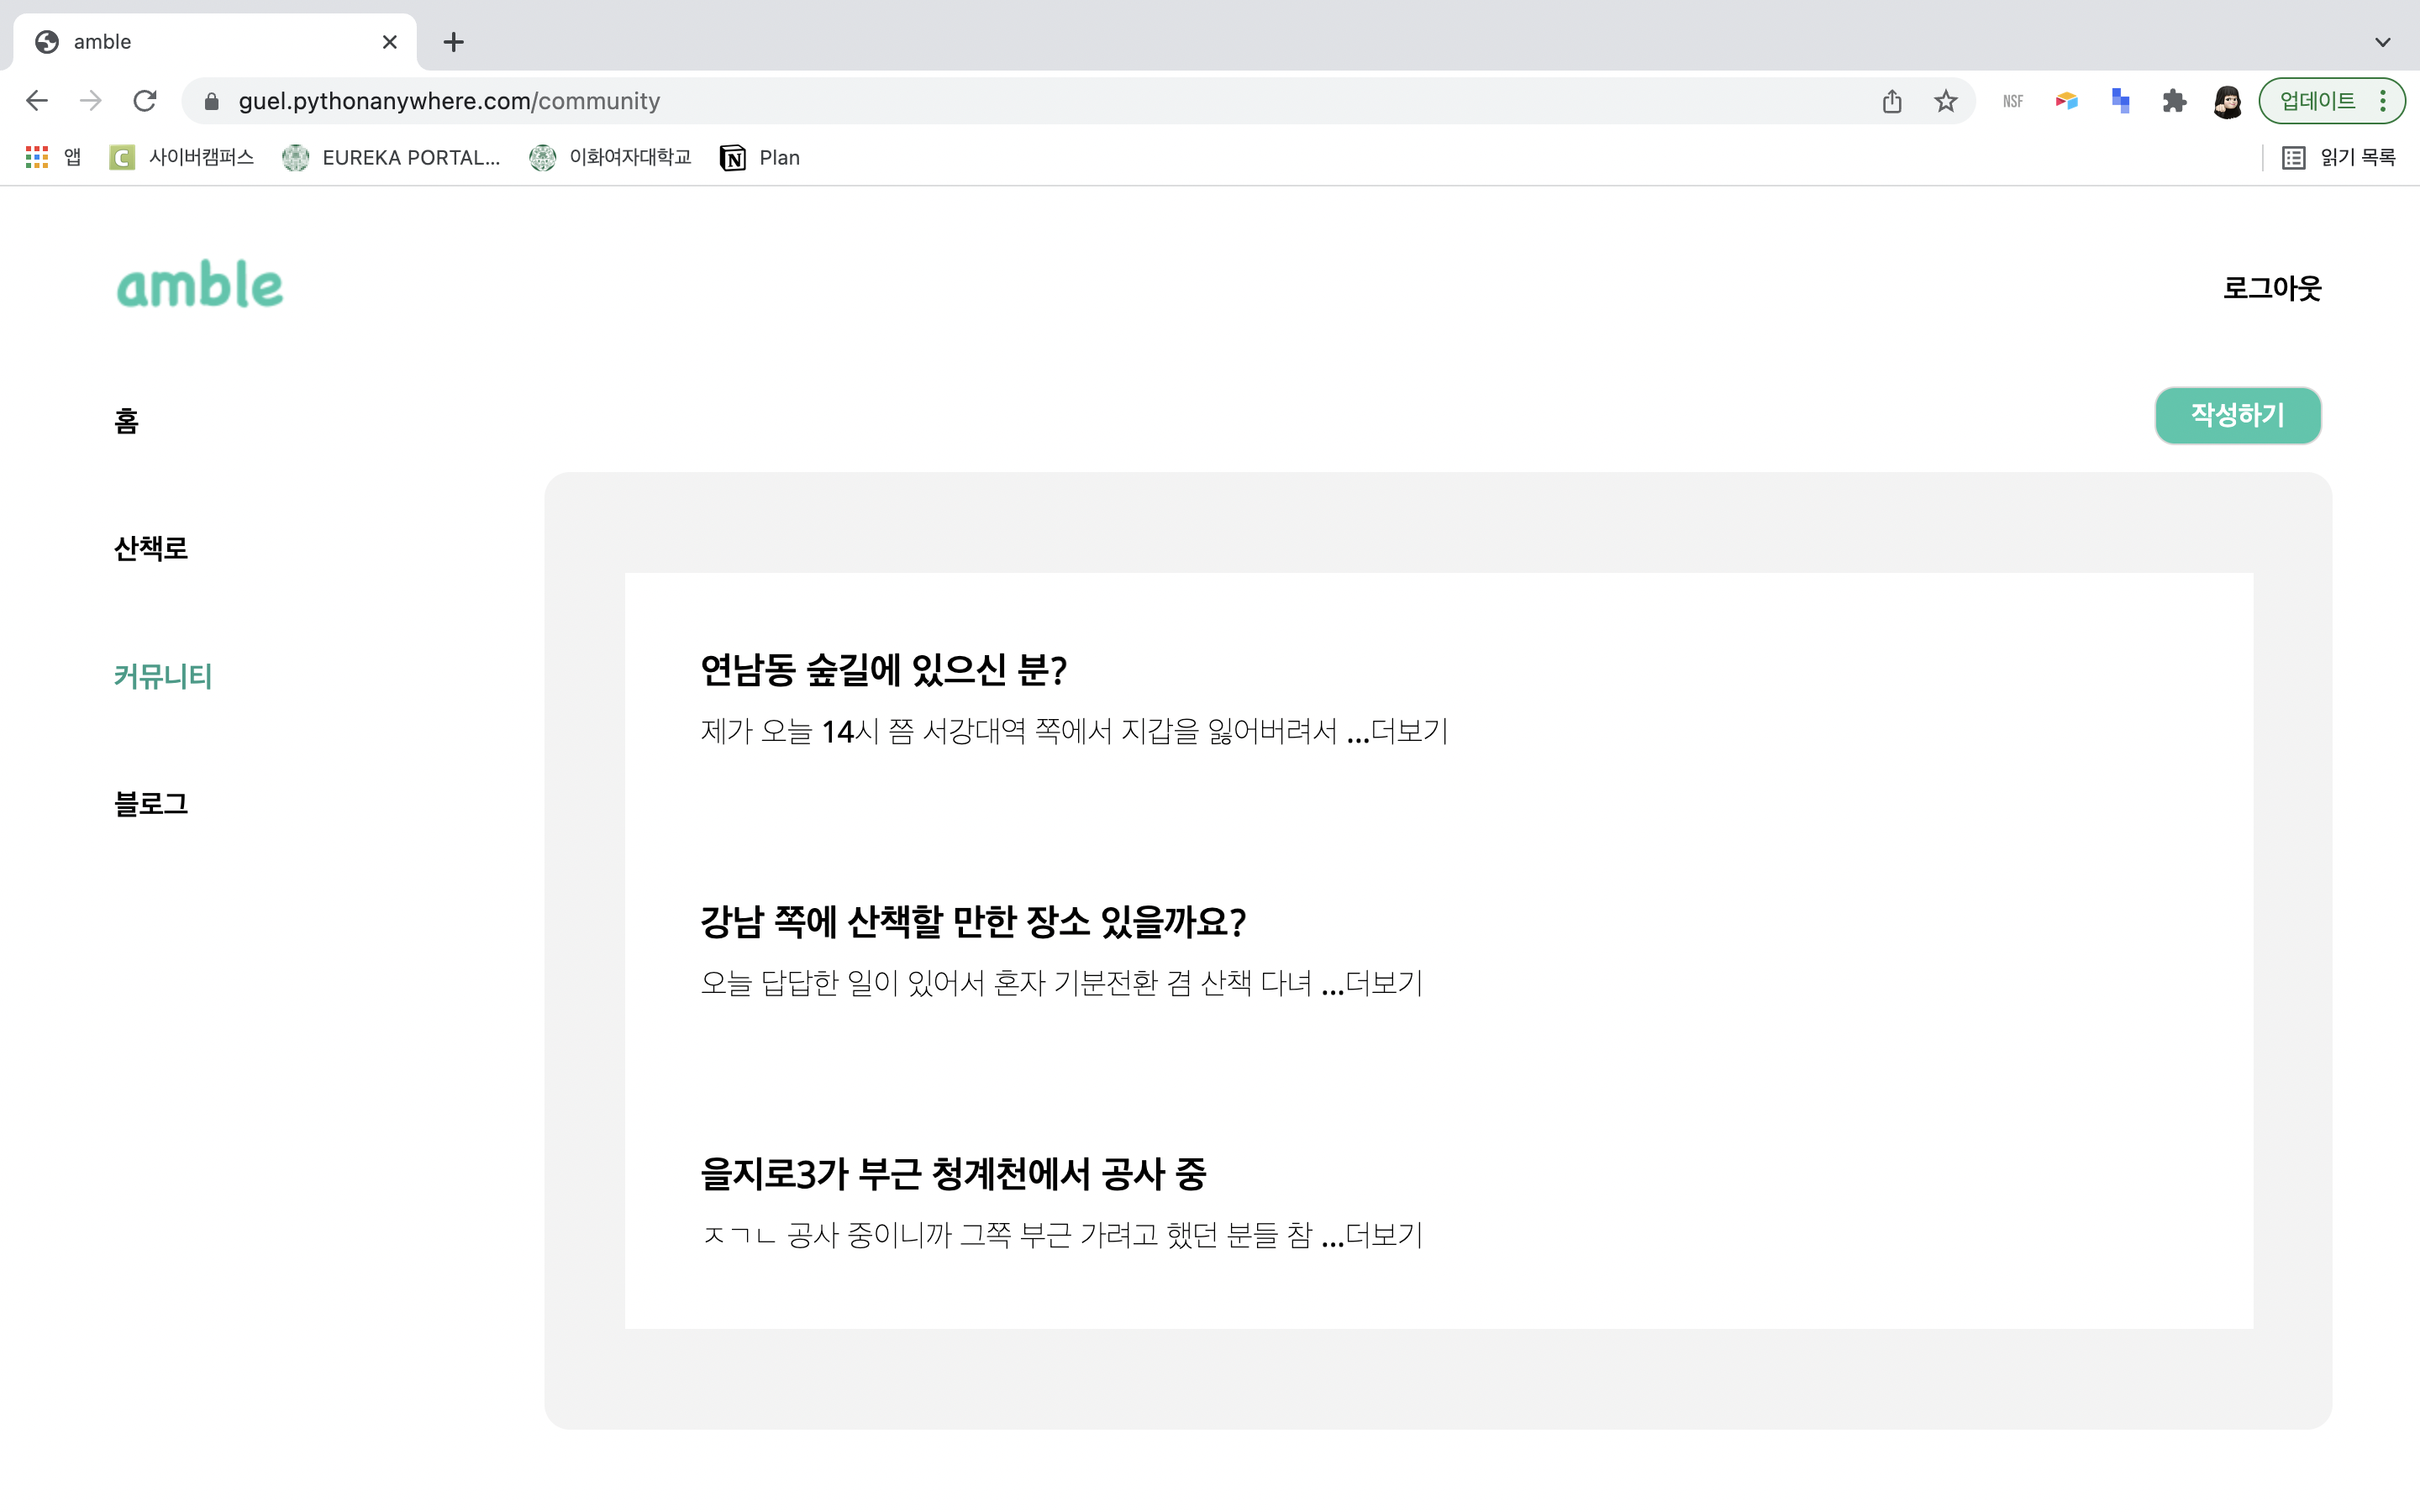 amble
guel.pythonanywhere.com/community
NSF
업데이트
앱
C 사이버캠퍼스
EUREKA PORTAL...
이화여자대학교
N Plan
읽기 목록
amble
로그아웃
홈
작성하기
산책로
커뮤니티
블로그
연남동 숲길에 있으신 분?
제가 오늘 14시 쯤 서강대역 쪽에서 지갑을 잃어버려서 ...더보기
강남 쪽에 산책할 만한 장소 있을까요?
오늘 답답한 일이 있어서 혼자 기분전환 겸 산책 다녀 ...더보기
을지로3가 부근 청계천에서 공사 중
ㅈㄱㄴ 공사 중이니까 그쪽 부근 가려고 했던 분들 참 ...더보기